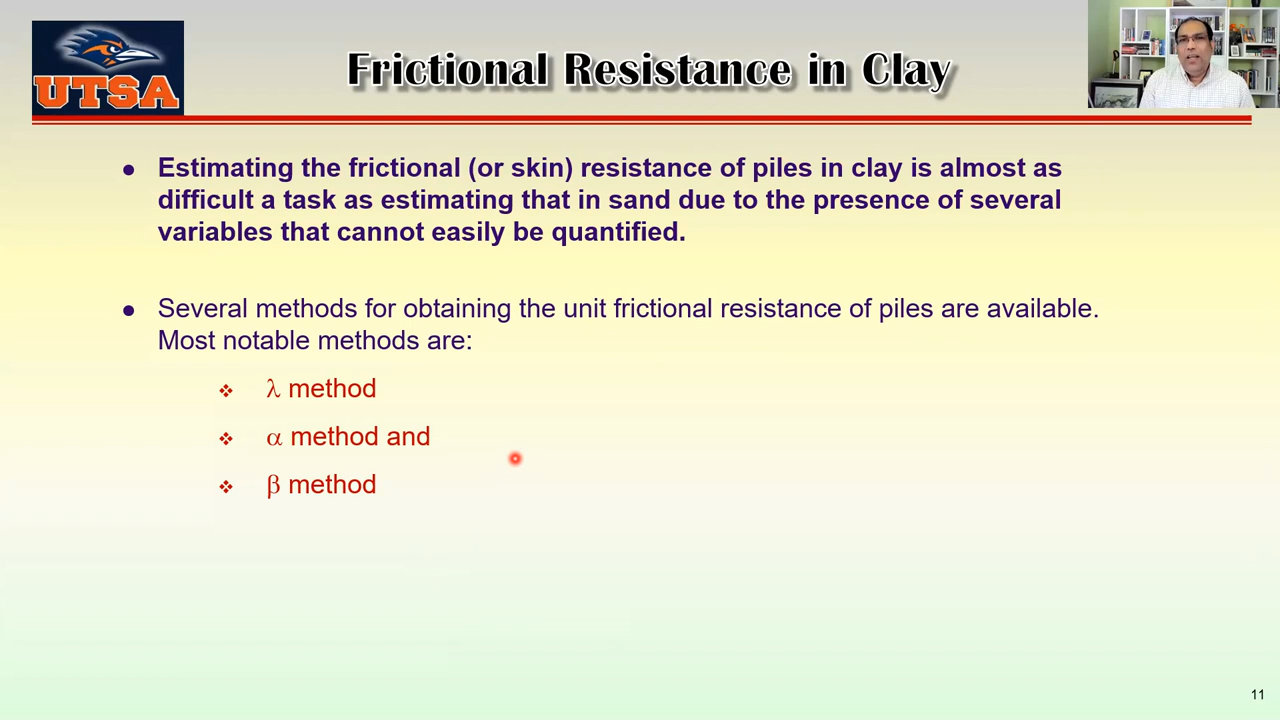 UTSA
Frictional Resistance in Clay
• Estimating the frictional (or skin) resistance of piles in clay is almost as
difficult a task as estimating that in sand due to the presence of several
variables that cannot easily be quantified.
• Several methods for obtaining the unit frictional resistance of piles are available.
Most notable methods are:
❖ λ method
❖ α method and
❖ β method
11